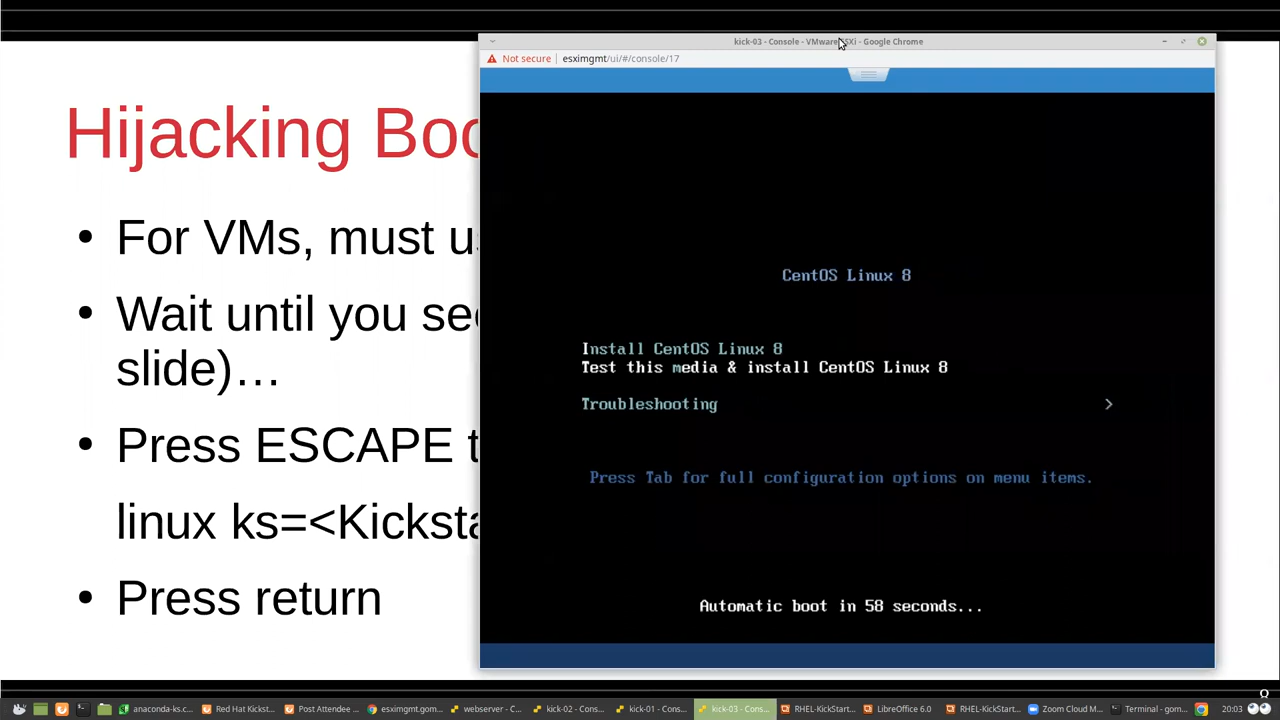 kick-03 - Console - VMware ESXi - Google Chrome
Not secure
esximgmt/ui/#/console/17
Hijacking Boo
• For VMs, must us
• Wait until you see
slide)…
• Press ESCAPE t
linux ks=<Kicksta
• Press return
CentOS Linux 8
Install CentOS Linux 8
Test this media & install CentOS Linux 8
Troubleshooting >
Press Tab for full configuration options on menu items.
Automatic boot in 58 seconds...
anaconda-ks.c... Red Hat Kickst... Post Attendee ... esximgmt.gom... webserver - C... kick-02 - Cons... kick-01 - Cons... kick-03 - Cons... RHEL-KickStart... LibreOffice 6.0 RHEL-KickStart... Zoom Cloud M... Terminal - gom... 20:03